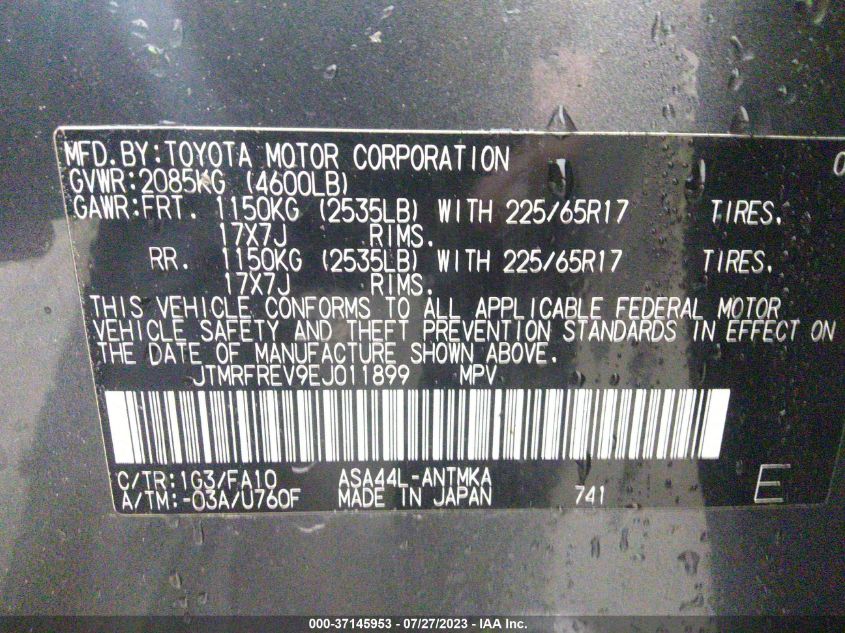 MFD.BY:TOYOTA MOTOR CORPORATION
GVWR:2085KG (4600LB)
GAWR:FRT. 1150KG (2535LB) WITH 225/65R17 TIRES.
17X7J RIMS.
RR. 1150KG (2535LB) WITH 225/65R17 TIRES.
17X7J RIMS.
THIS VEHICLE CONFORMS TO ALL APPLICABLE FEDERAL MOTOR
VEHICLE SAFETY AND THEFT PREVENTION STANDARDS IN EFFECT ON
THE DATE OF MANUFACTURE SHOWN ABOVE.
JTMRFREV9EJ011899 MPV
C/TR:1G3/FA10 ASA44L-ANTMKA
A/TM:-03A/U760F MADE IN JAPAN 741 E
000-37145953 - 07/27/2023 - IAA Inc.